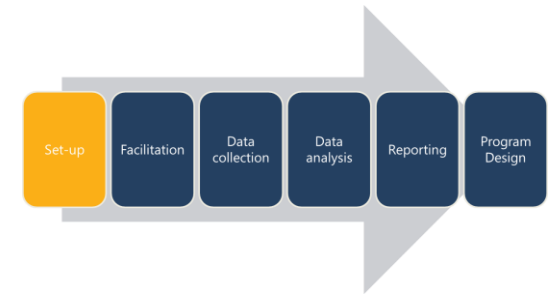 Set-up
Facilitation
Data
collection
Data
analysis
Reporting
Program
Design